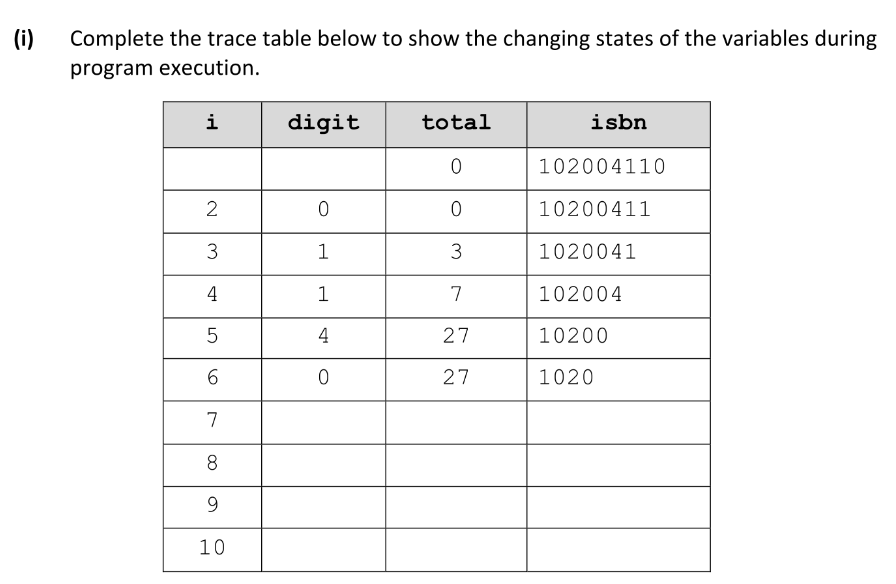 (i) Complete the trace table below to show the changing states of the variables during
program execution.
i digit total isbn
0 102004110
2 0 0 10200411
3 1 3 1020041
4 1 7 102004
5 4 27 10200
6 0 27 1020
7
8
9
10